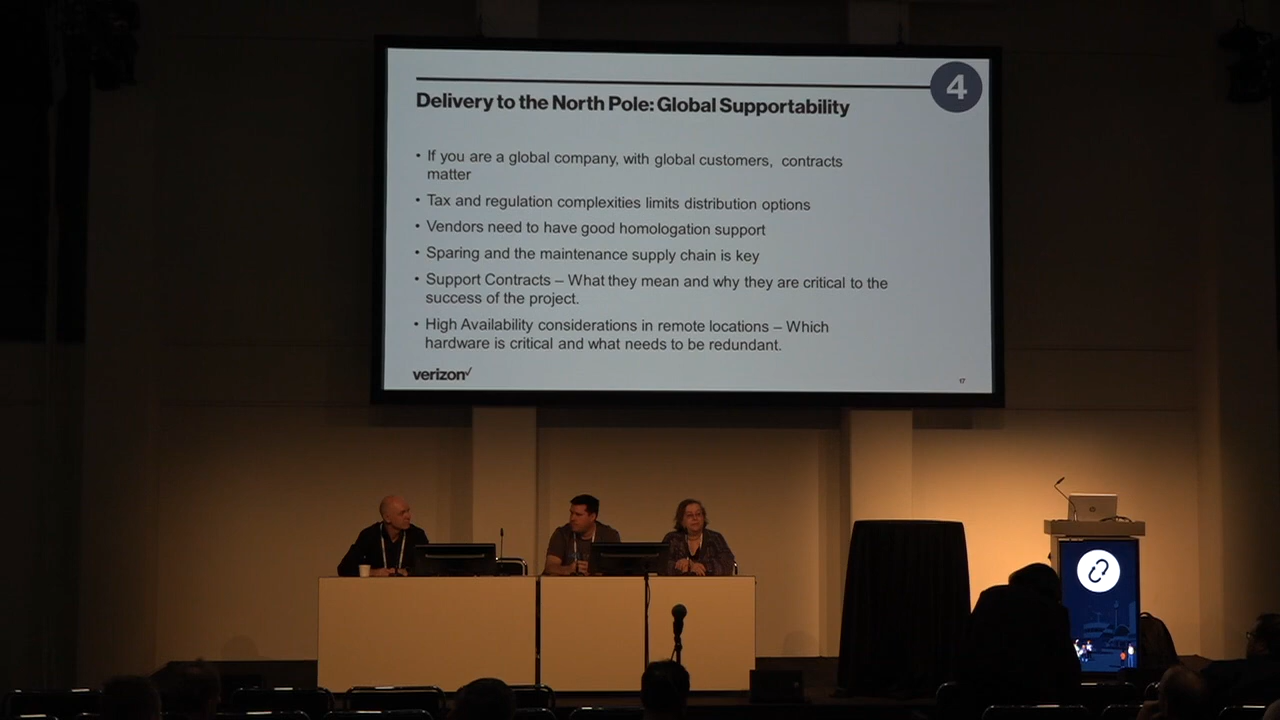 4
Delivery to the North Pole: Global Supportability
• If you are a global company, with global customers, contracts
matter
• Tax and regulation complexities limits distribution options
• Vendors need to have good homologation support
• Sparing and the maintenance supply chain is key
• Support Contracts – What they mean and why they are critical to the
success of the project.
• High Availability considerations in remote locations – Which
hardware is critical and what needs to be redundant.
verizon✓
17